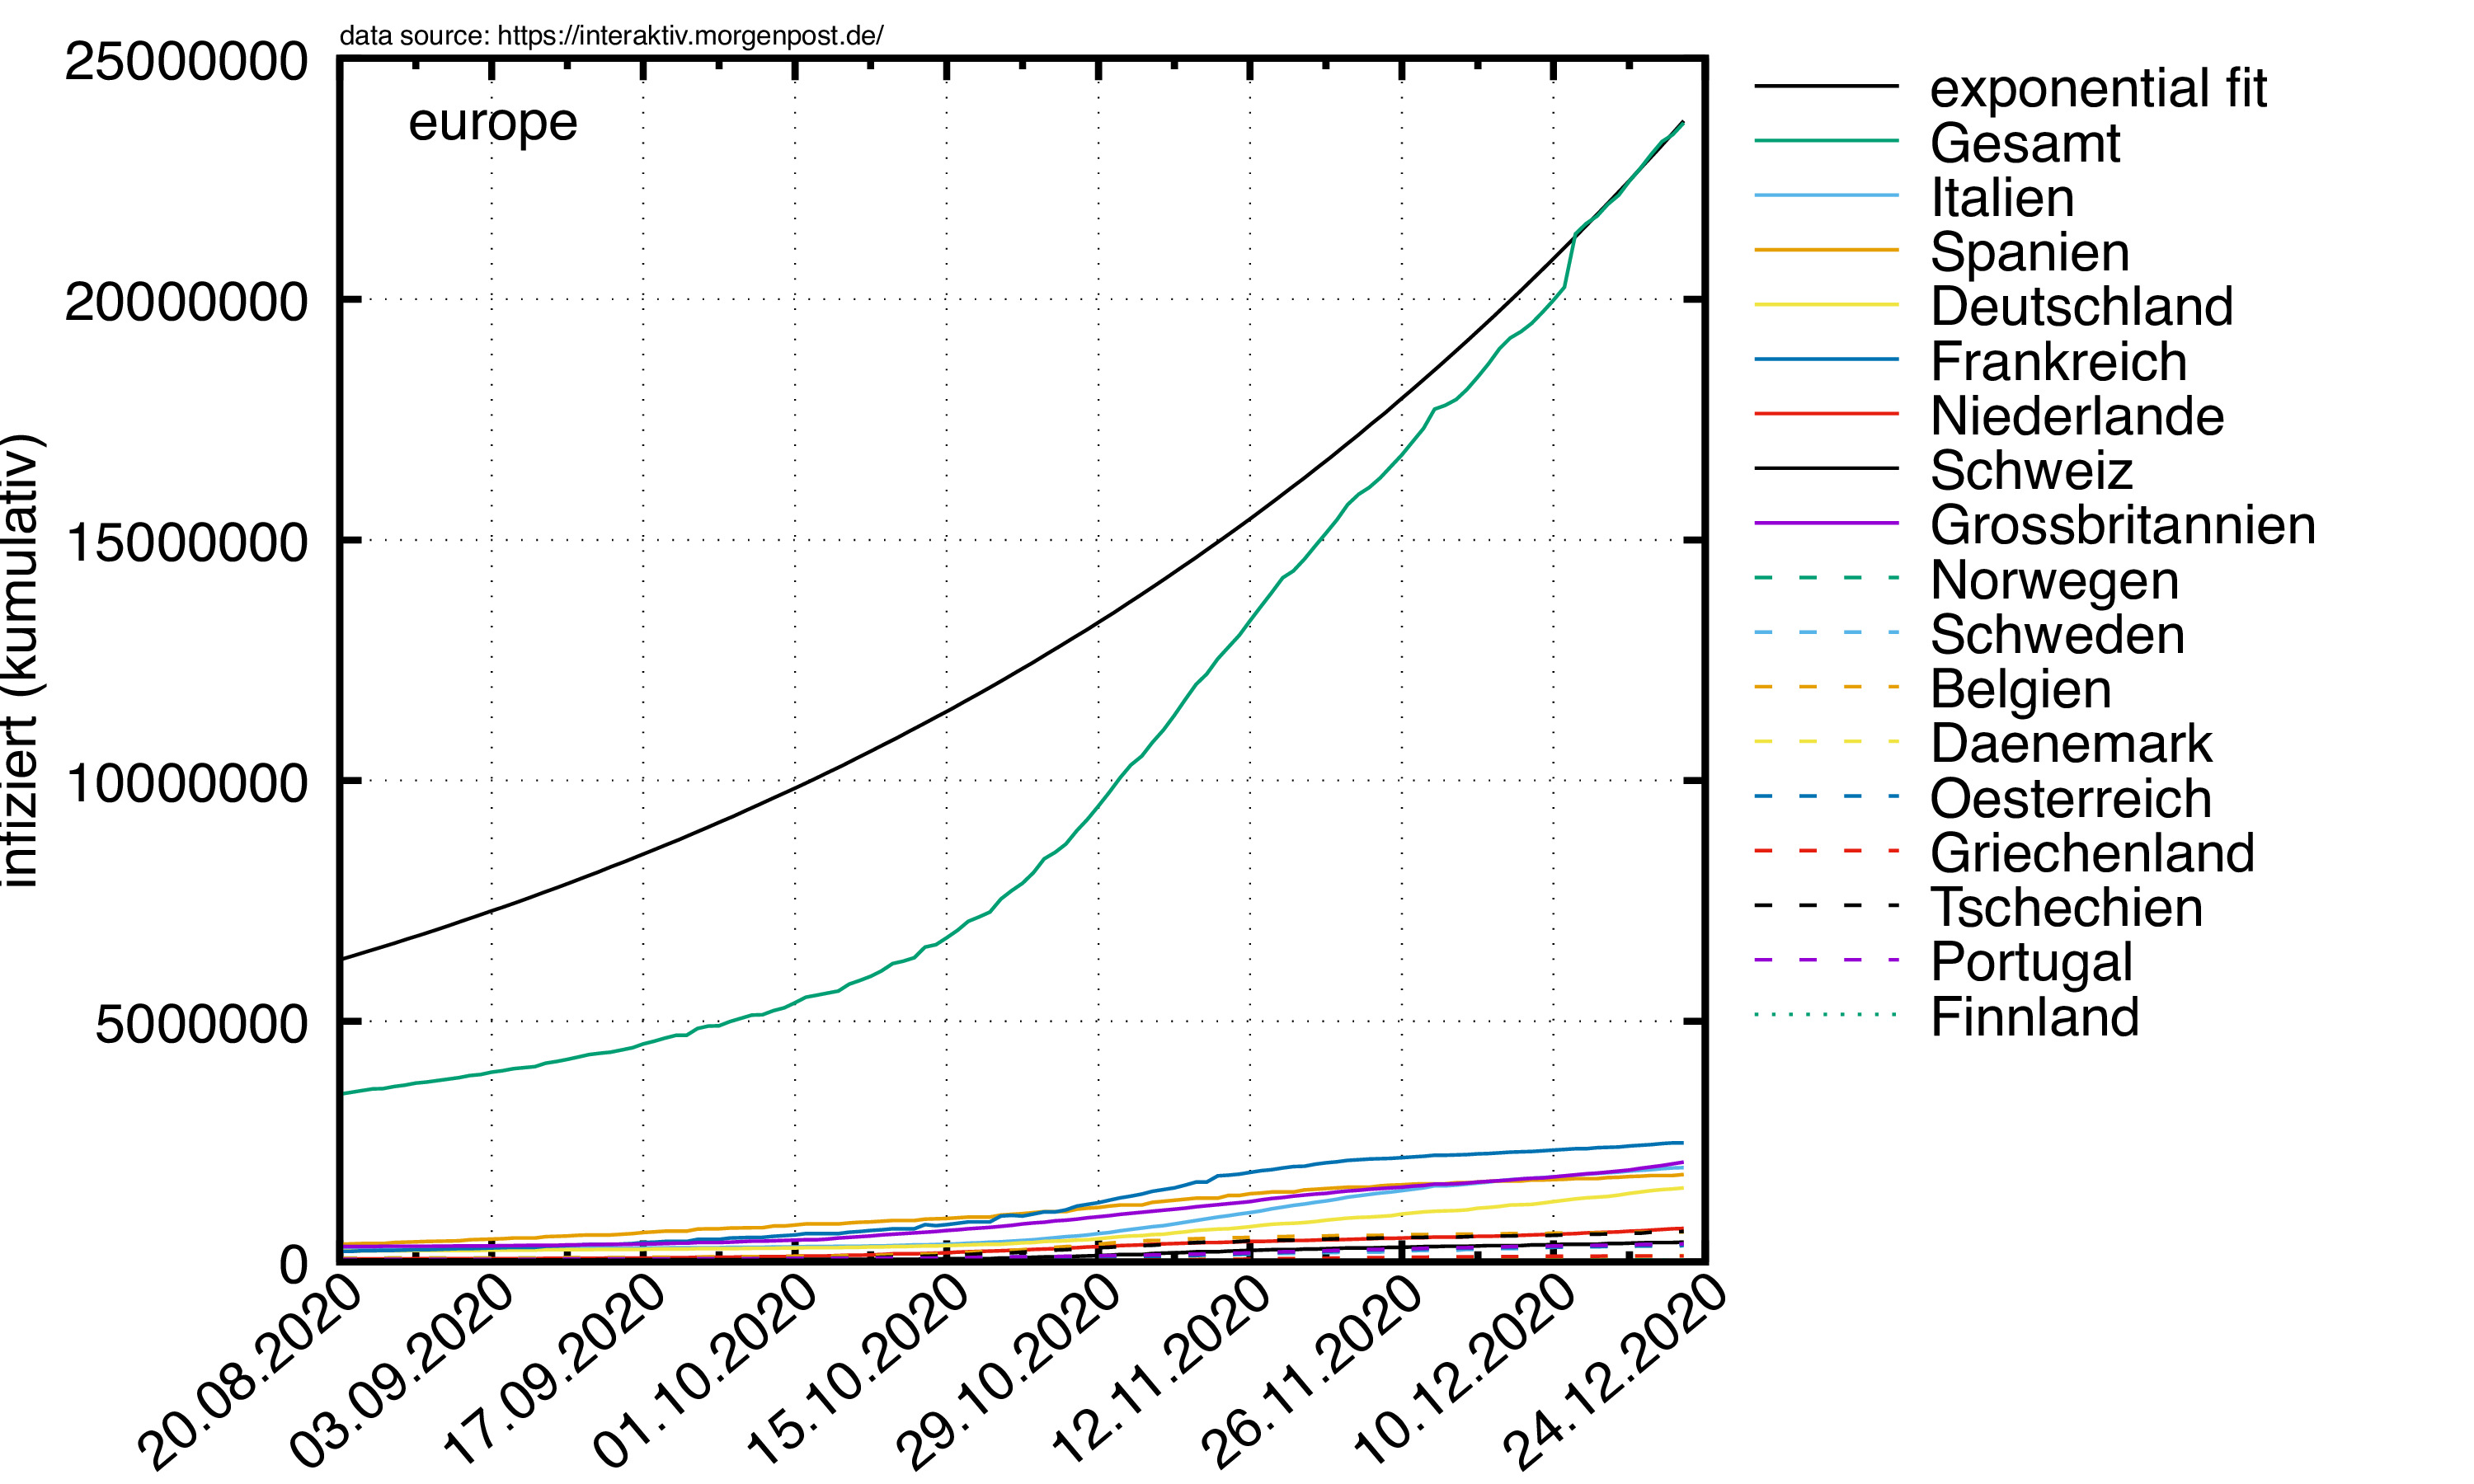 data source: https://interaktiv.morgenpost.de/
europe
infiziert (kumulativ)
25000000
20000000
15000000
10000000
5000000
0
20.08.2020
03.09.2020
17.09.2020
01.10.2020
15.10.2020
29.10.2020
12.11.2020
26.11.2020
10.12.2020
24.12.2020
exponential fit
Gesamt
Italien
Spanien
Deutschland
Frankreich
Niederlande
Schweiz
Grossbritannien
Norwegen
Schweden
Belgien
Daenemark
Oesterreich
Griechenland
Tschechien
Portugal
Finnland